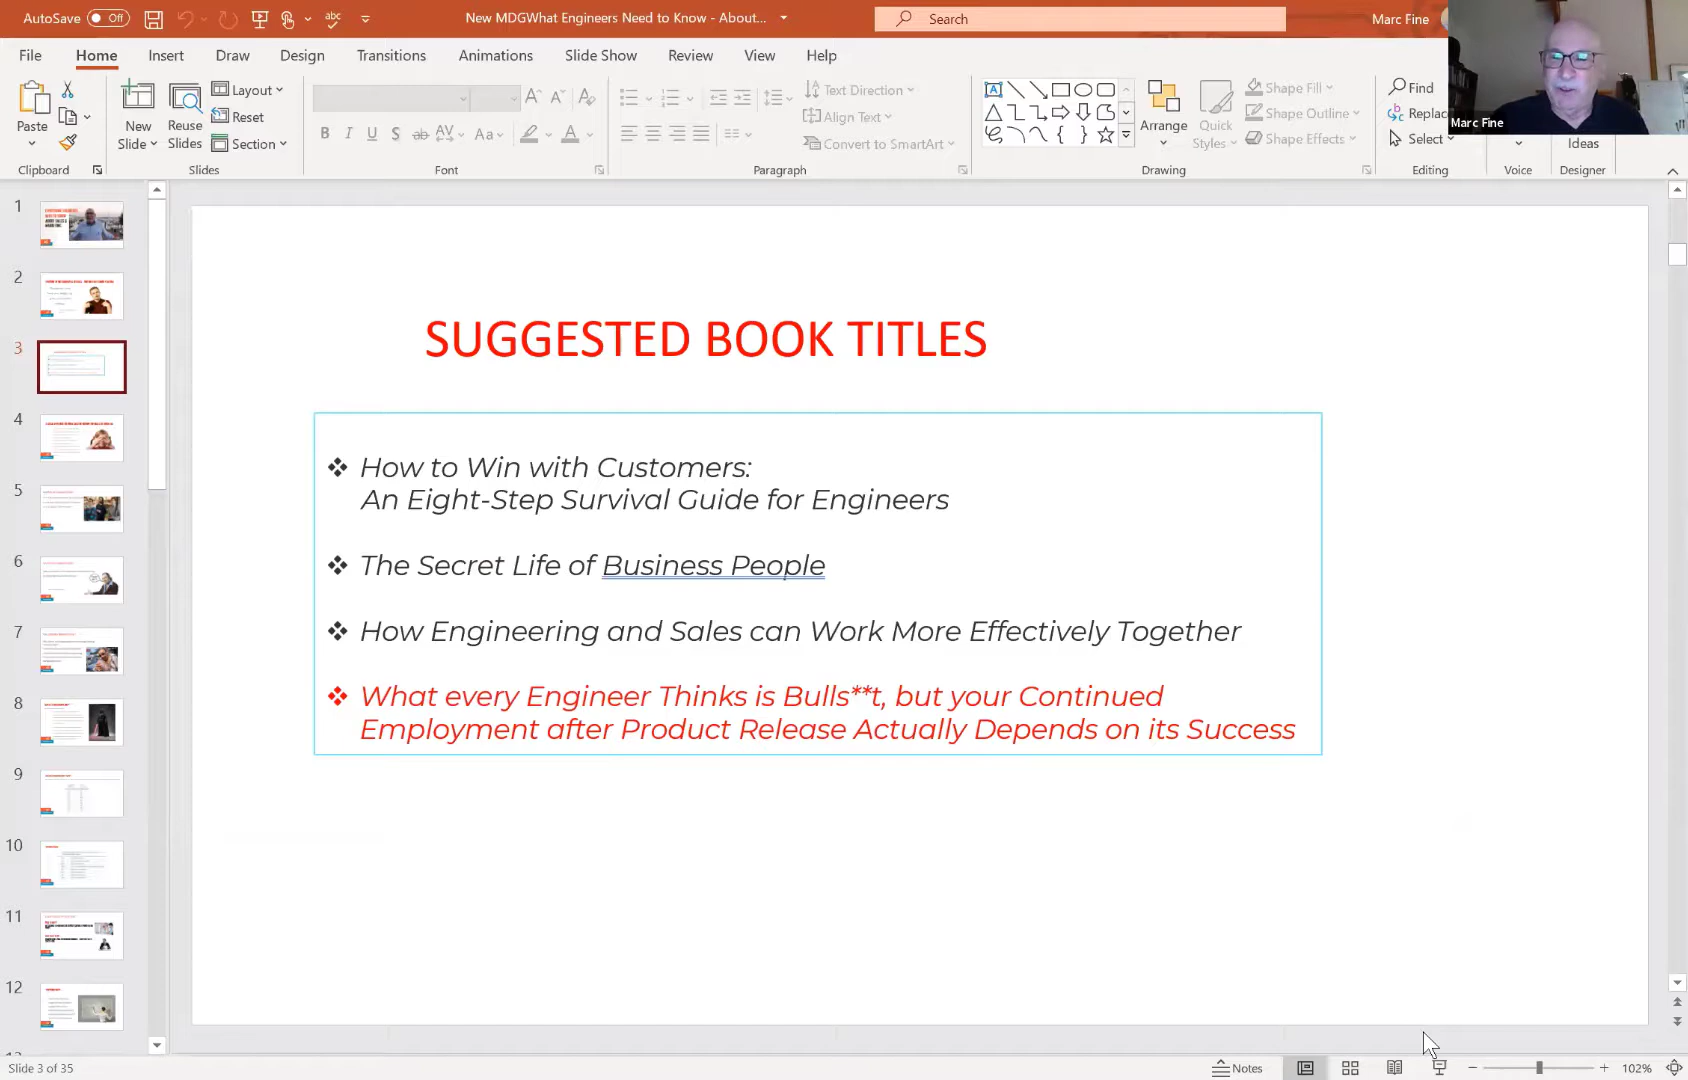 AutoSave Off
New MDGWhat Engineers Need to Know - About...
Search
Marc Fine
File Home Insert Draw Design Transitions Animations Slide Show Review View Help
Paste
New Slide
Reuse Slides
Layout
Reset
Section
B I U S ab AV Aa A
Text Direction
Align Text
Convert to SmartArt
Arrange
Quick Styles
Shape Fill
Shape Outline
Shape Effects
Find
Replace
Select
Marc Fine
Ideas
Clipboard Slides Font Paragraph Drawing Editing Voice Designer
1
2
3
4
5
6
7
8
9
10
11
12
SUGGESTED BOOK TITLES
How to Win with Customers:
An Eight-Step Survival Guide for Engineers
The Secret Life of Business People
How Engineering and Sales can Work More Effectively Together
What every Engineer Thinks is Bulls**t, but your Continued
Employment after Product Release Actually Depends on its Success
Slide 3 of 35
Notes
102%